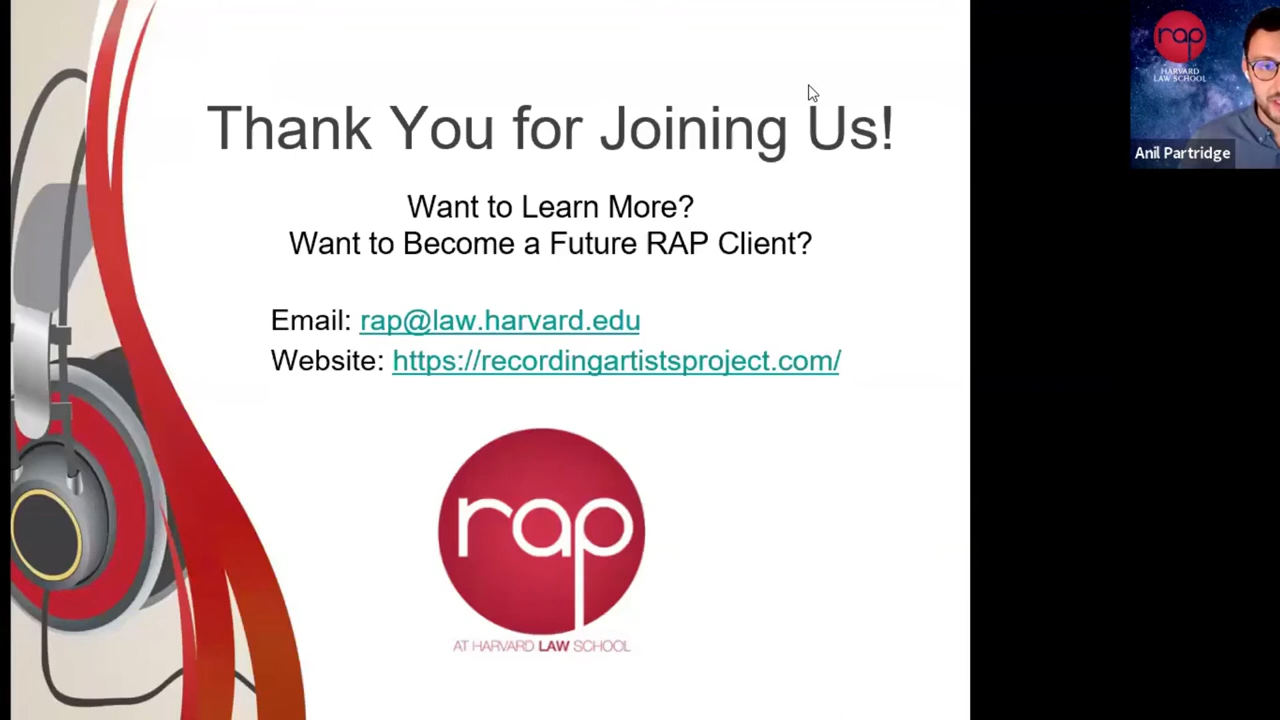 Thank You for Joining Us!
Want to Learn More?
Want to Become a Future RAP Client?
Email: rap@law.harvard.edu
Website: https://recordingartistsproject.com/
rap
AT HARVARD LAW SCHOOL
rap
HARVARD
LAW SCHOOL
Anil Partridge